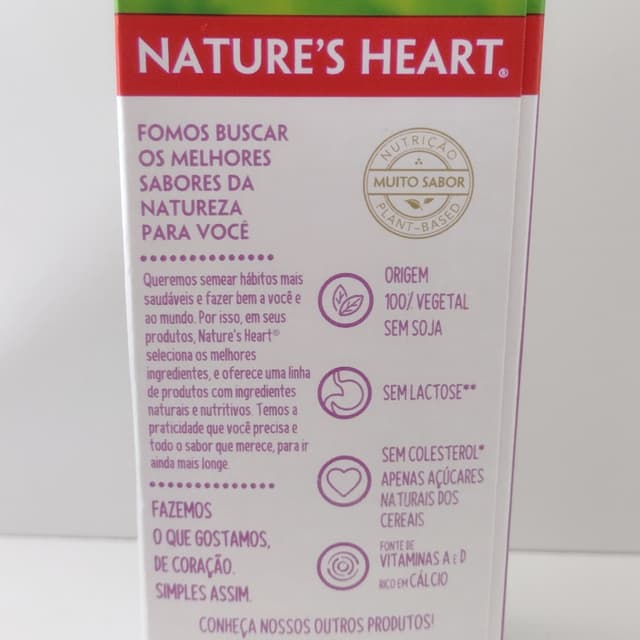 NATURE'S HEART®
FOMOS BUSCAR
OS MELHORES
SABORES DA
NATUREZA
PARA VOCÊ
Queremos semear hábitos mais
saudáveis e fazer bem a você e
ao mundo. Por isso, em seus
produtos, Nature's Heart®
seleciona os melhores
ingredientes, e oferece uma linha
de produtos com ingredientes
naturais e nutritivos. Temos a
praticidade que você precisa e
todo o sabor que merece, para ir
ainda mais longe.
FAZEMOS
O QUE GOSTAMOS,
DE CORAÇÃO.
SIMPLES ASSIM.
NUTRIÇÃO
MUITO SABOR
PLANT-BASED
ORIGEM
100% VEGETAL
SEM SOJA
SEM LACTOSE**
SEM COLESTEROL*
APENAS AÇÚCARES
NATURAIS DOS
CEREAIS
FONTE DE
VITAMINAS A E D
RICO EM CÁLCIO
CONHEÇA NOSSOS OUTROS PRODUTOS!